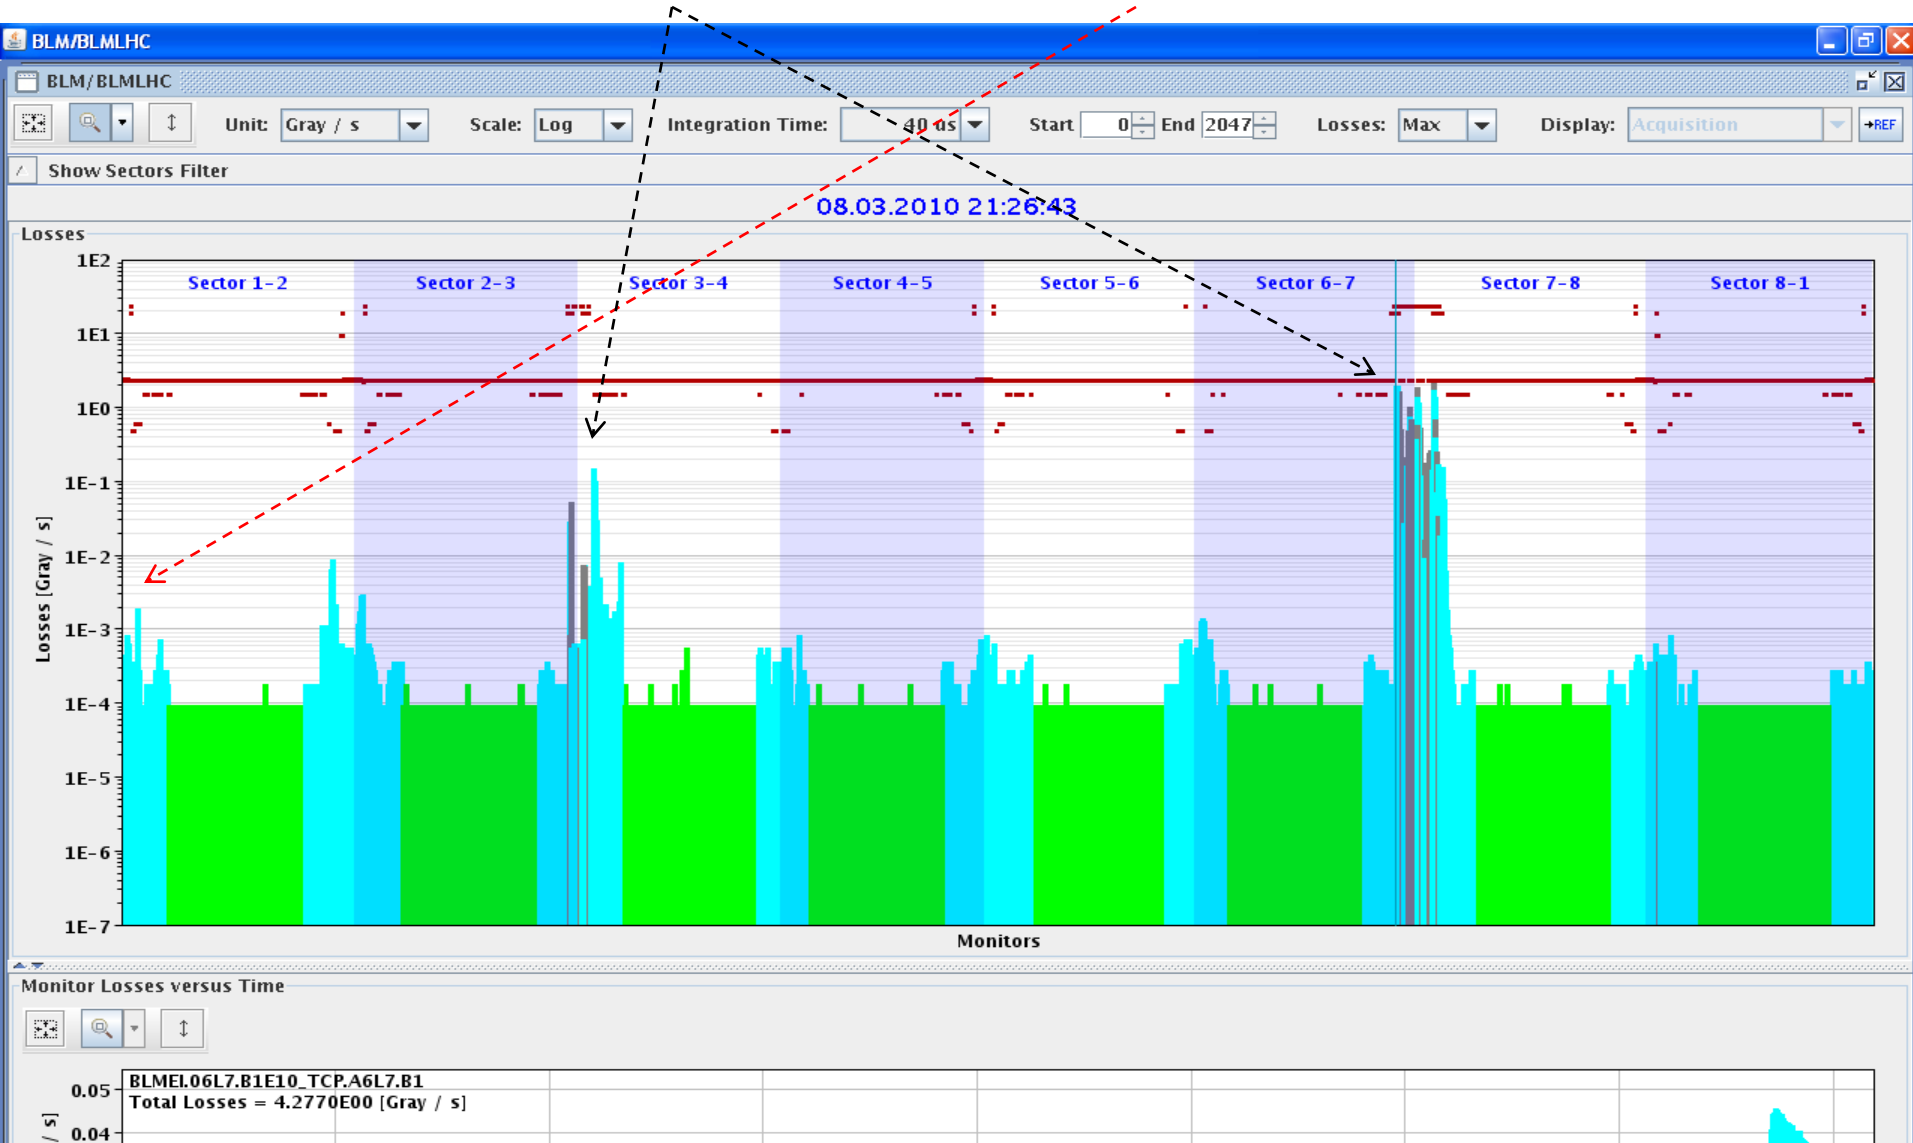 BLM/BLMLHC
BLM/BLMLHC
Unit: Gray / s Scale: Log Integration Time: 40 us Start 0 End 2047 Losses: Max Display: Acquisition →REF
Show Sectors Filter
08.03.2010 21:26:43
Losses
1E2
Sector 1-2 Sector 2-3 Sector 3-4 Sector 4-5 Sector 5-6 Sector 6-7 Sector 7-8 Sector 8-1
1E1
1E0
1E-1
1E-2
1E-3
1E-4
1E-5
1E-6
1E-7
Losses [Gray / s]
Monitors
Monitor Losses versus Time
BLMEI.06L7.B1E10_TCP.A6L7.B1
0.05
Total Losses = 4.2770E00 [Gray / s]
0.04
/ s]